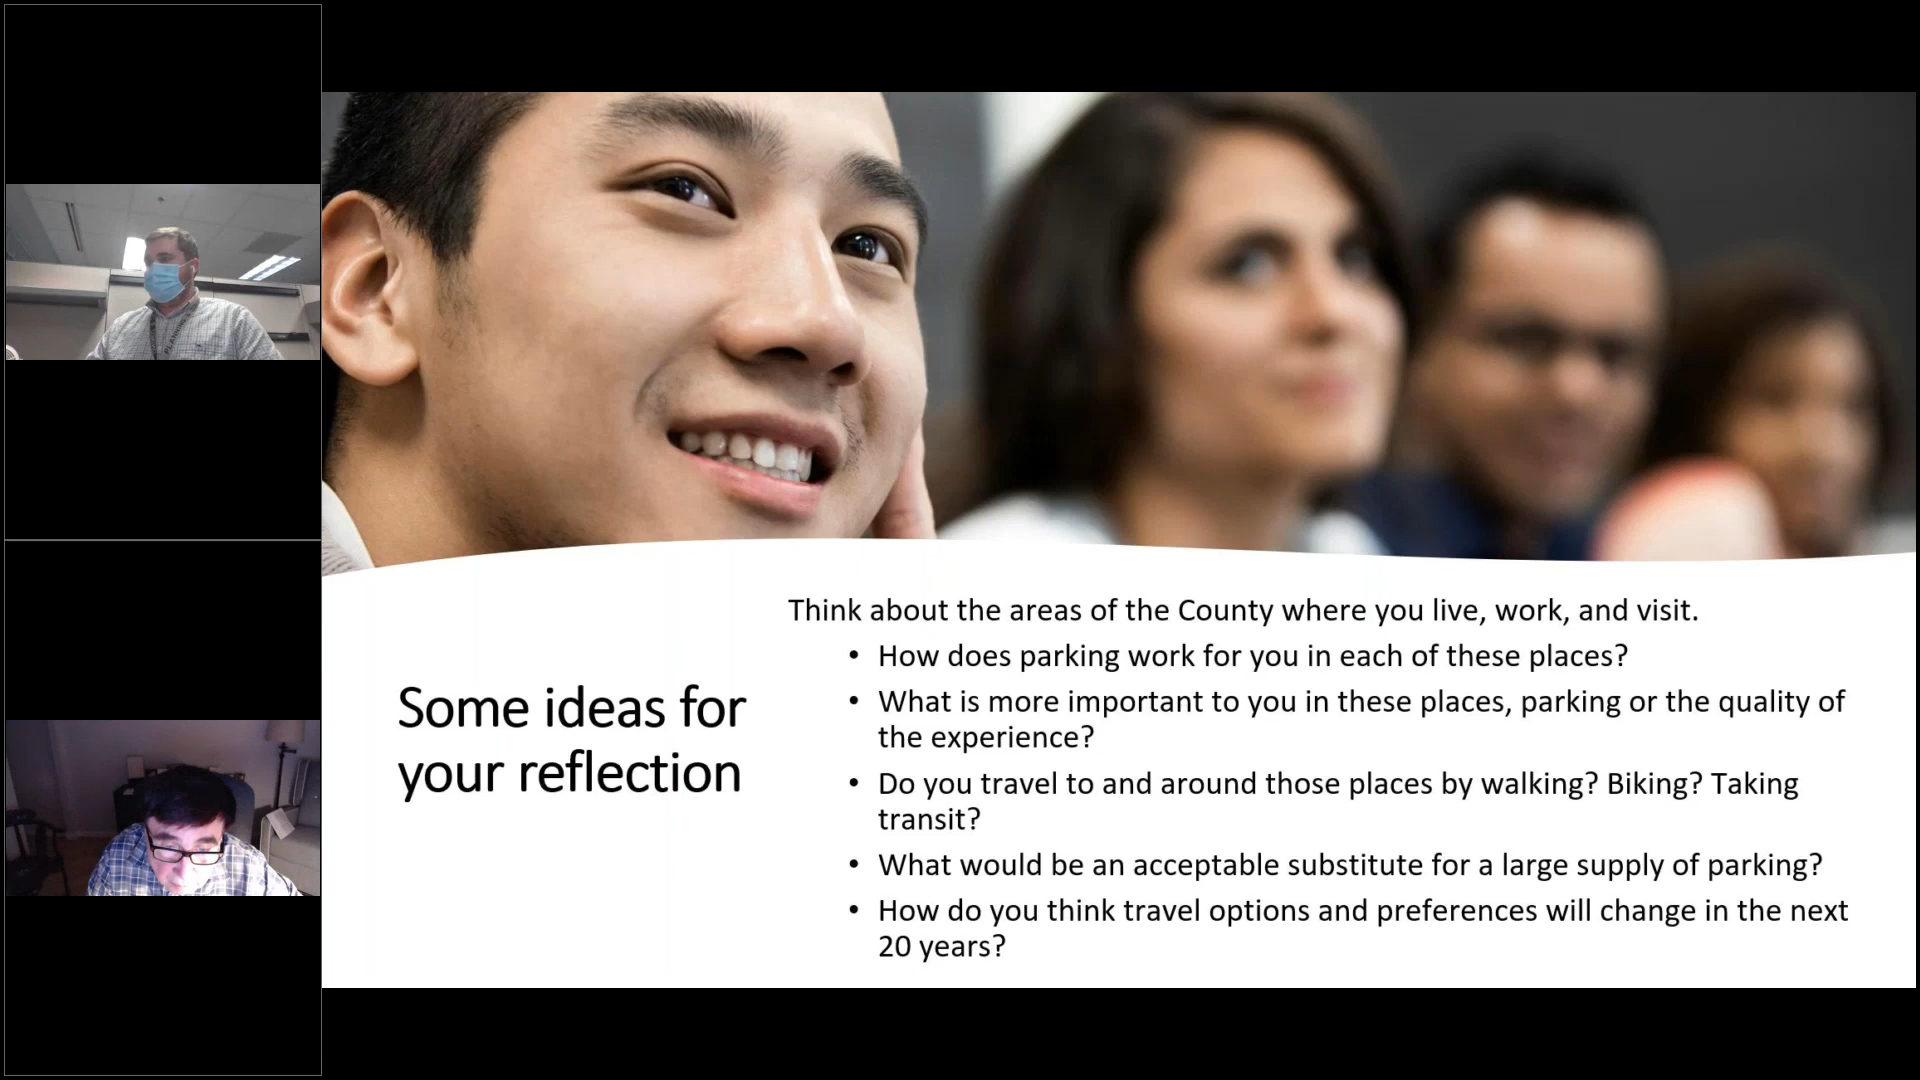 Some ideas for
your reflection
Think about the areas of the County where you live, work, and visit.
• How does parking work for you in each of these places?
• What is more important to you in these places, parking or the quality of
the experience?
• Do you travel to and around those places by walking? Biking? Taking
transit?
• What would be an acceptable substitute for a large supply of parking?
• How do you think travel options and preferences will change in the next
20 years?